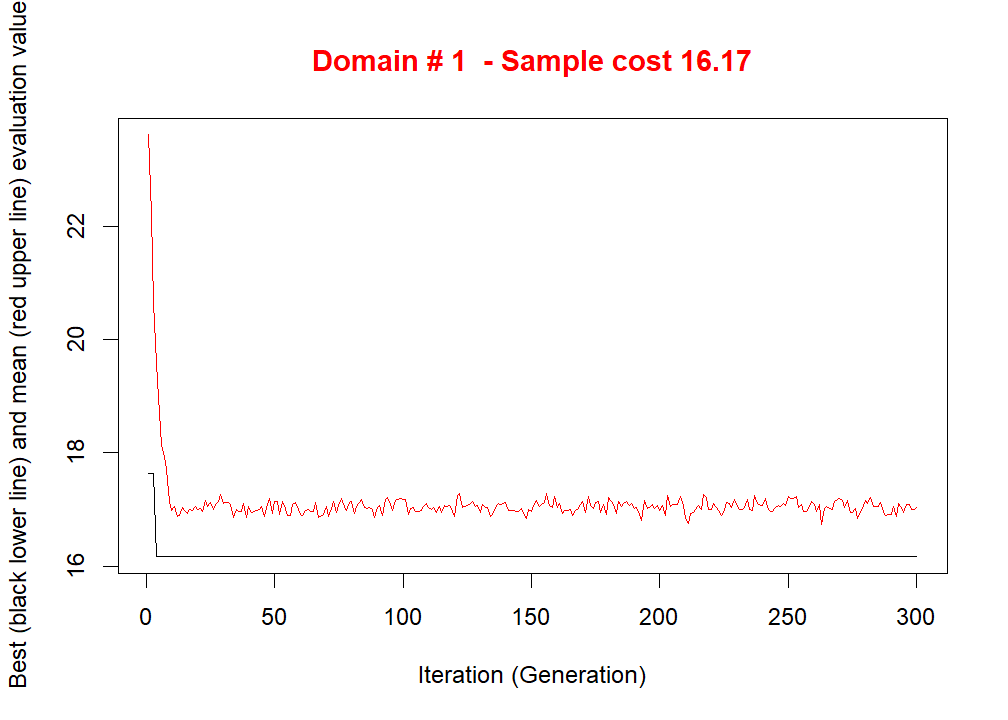 Domain # 1  - Sample cost 16.17
Best (black lower line) and mean (red upper line) evaluation value
22
20
18
16
0 50 100 150 200 250 300
Iteration (Generation)